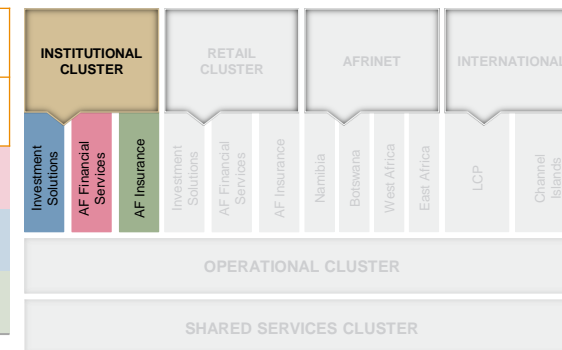 INSTITUTIONAL
CLUSTER
RETAIL
CLUSTER
AFRINET
INTERNATIONAL
Investment
Solutions
AF Financial
Services
AF Insurance
Investment
Solutions
AF Financial
Services
AF Insurance
Namibia
Botswana
West Africa
East Africa
LCP
Channel
Islands
OPERATIONAL CLUSTER
SHARED SERVICES CLUSTER